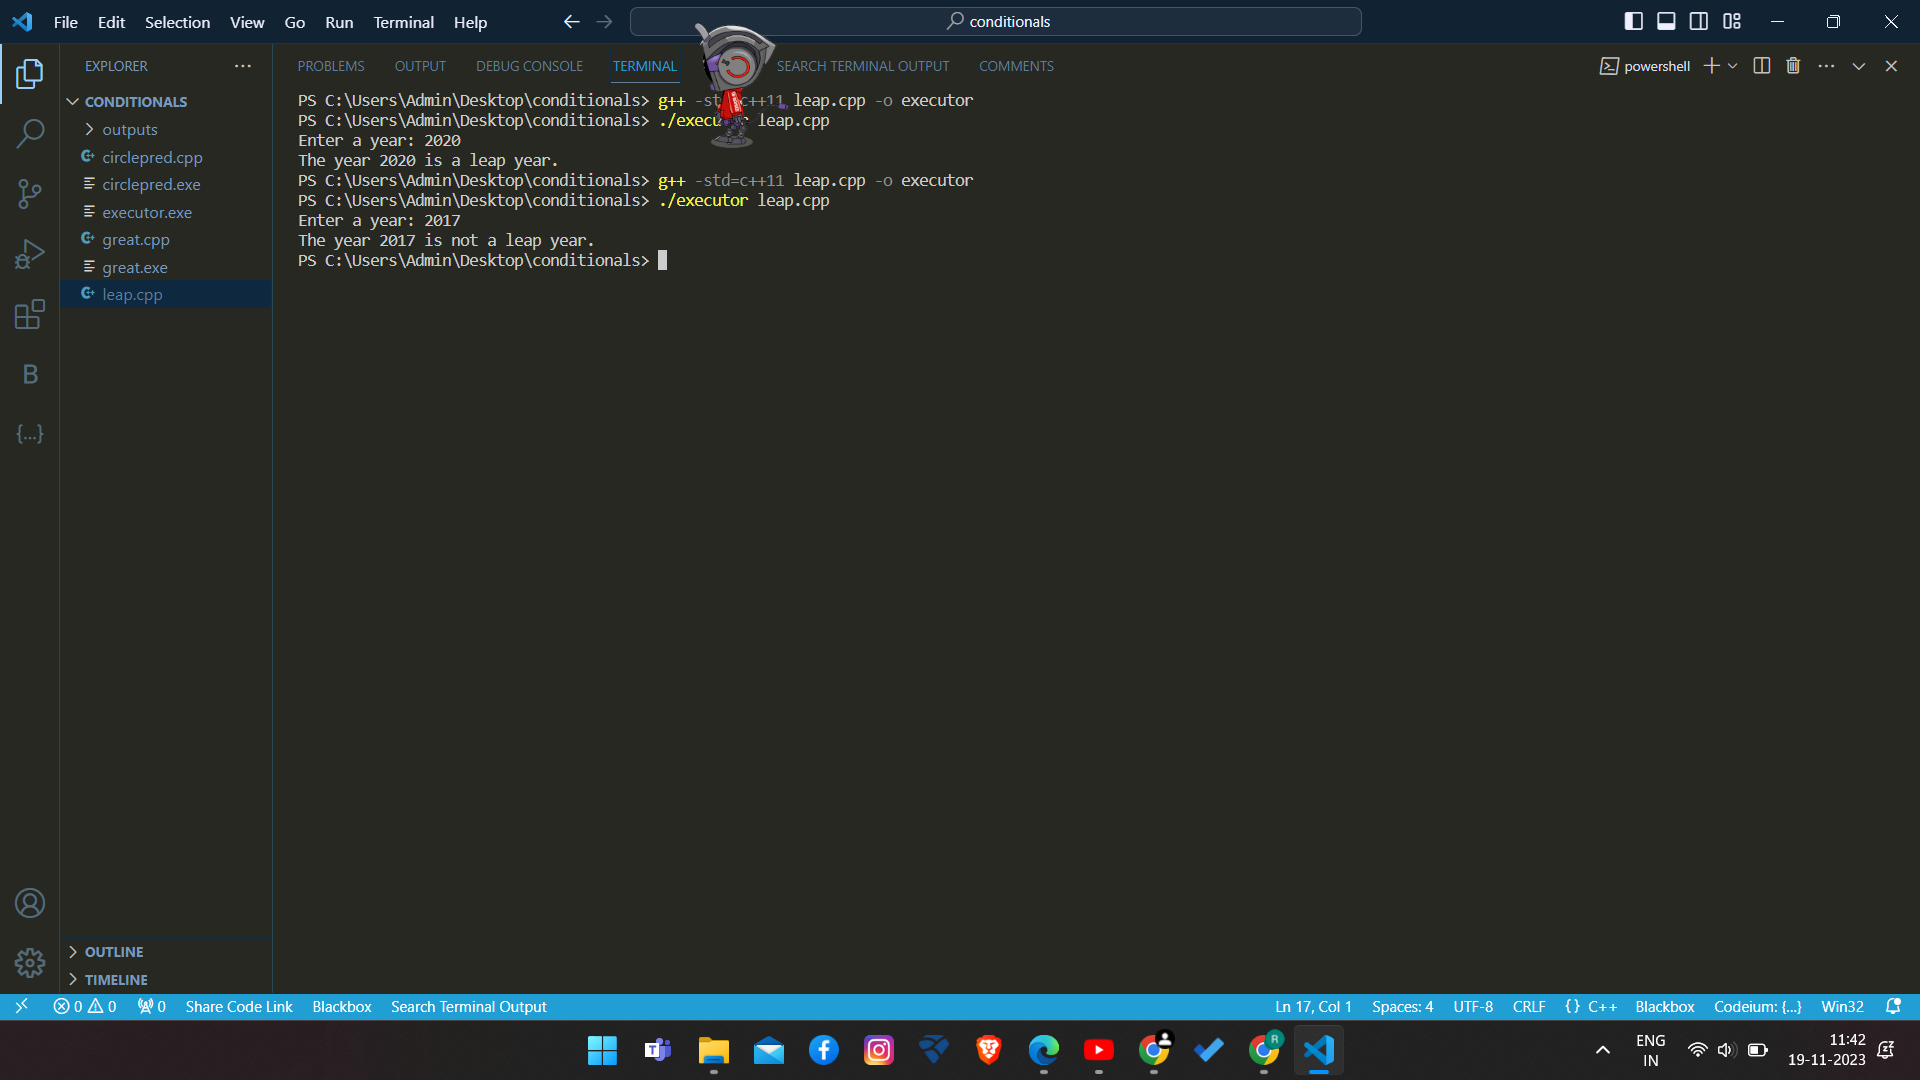 File Edit Selection View Go Run Terminal Help
conditionals
EXPLORER
CONDITIONALS
outputs
circlepred.cpp
circlepred.exe
executor.exe
great.cpp
great.exe
leap.cpp
OUTLINE
TIMELINE
PROBLEMS OUTPUT DEBUG CONSOLE TERMINAL SEARCH TERMINAL OUTPUT COMMENTS
powershell
PS C:\Users\Admin\Desktop\conditionals> g++ c++11 leap.cpp -o executor
PS C:\Users\Admin\Desktop\conditionals> ./executor leap.cpp
Enter a year: 2020
The year 2020 is a leap year.
PS C:\Users\Admin\Desktop\conditionals> g++ -std=c++11 leap.cpp -o executor
PS C:\Users\Admin\Desktop\conditionals> ./executor leap.cpp
Enter a year: 2017
The year 2017 is not a leap year.
PS C:\Users\Admin\Desktop\conditionals>
B
{...}
0 0 0 Share Code Link Blackbox Search Terminal Output
Ln 17, Col 1 Spaces: 4 UTF-8 CRLF {} C++ Blackbox Codeium: {...} Win32
T
R
ENG
IN
11:42
19-11-2023